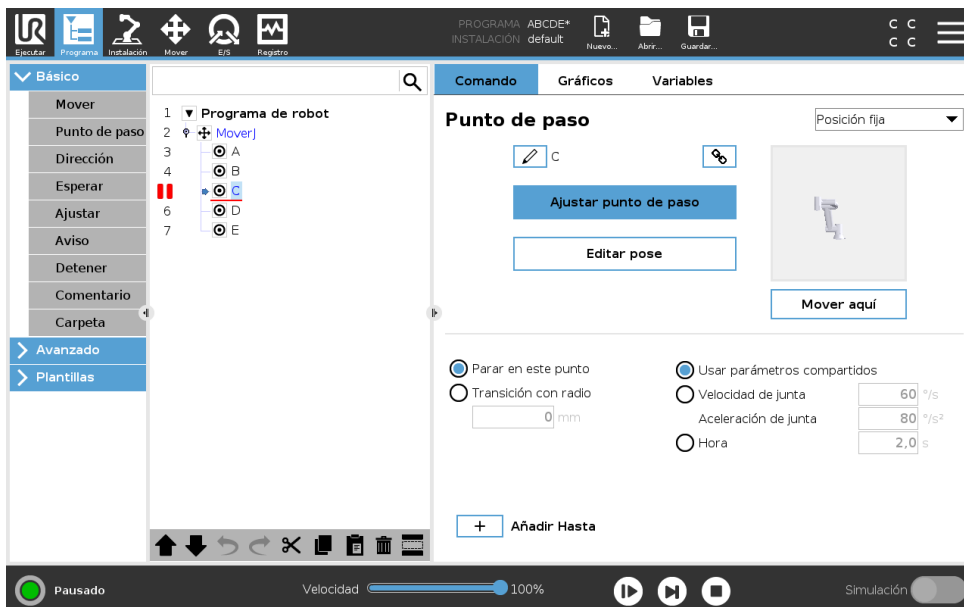 UR
PROGRAMA ABCDE*
INSTALACIÓN default
Ejecutar Programa Instalación Mover E/S Registro Nuevo... Abrir... Guardar...
C C
C C
Básico
Mover
Punto de paso
Dirección
Esperar
Ajustar
Aviso
Detener
Comentario
Carpeta
Avanzado
Plantillas
1 Programa de robot
2 MoverJ
3 A
4 B
C
6 D
7 E
Comando Gráficos Variables
Punto de paso Posición fija
C
Ajustar punto de paso
Editar pose
Mover aquí
Parar en este punto
Transición con radio
0 mm
Usar parámetros compartidos
Velocidad de junta 60 °/s
Aceleración de junta 80 °/s²
Hora 2,0 s
+ Añadir Hasta
Pausado Velocidad 100% Simulación